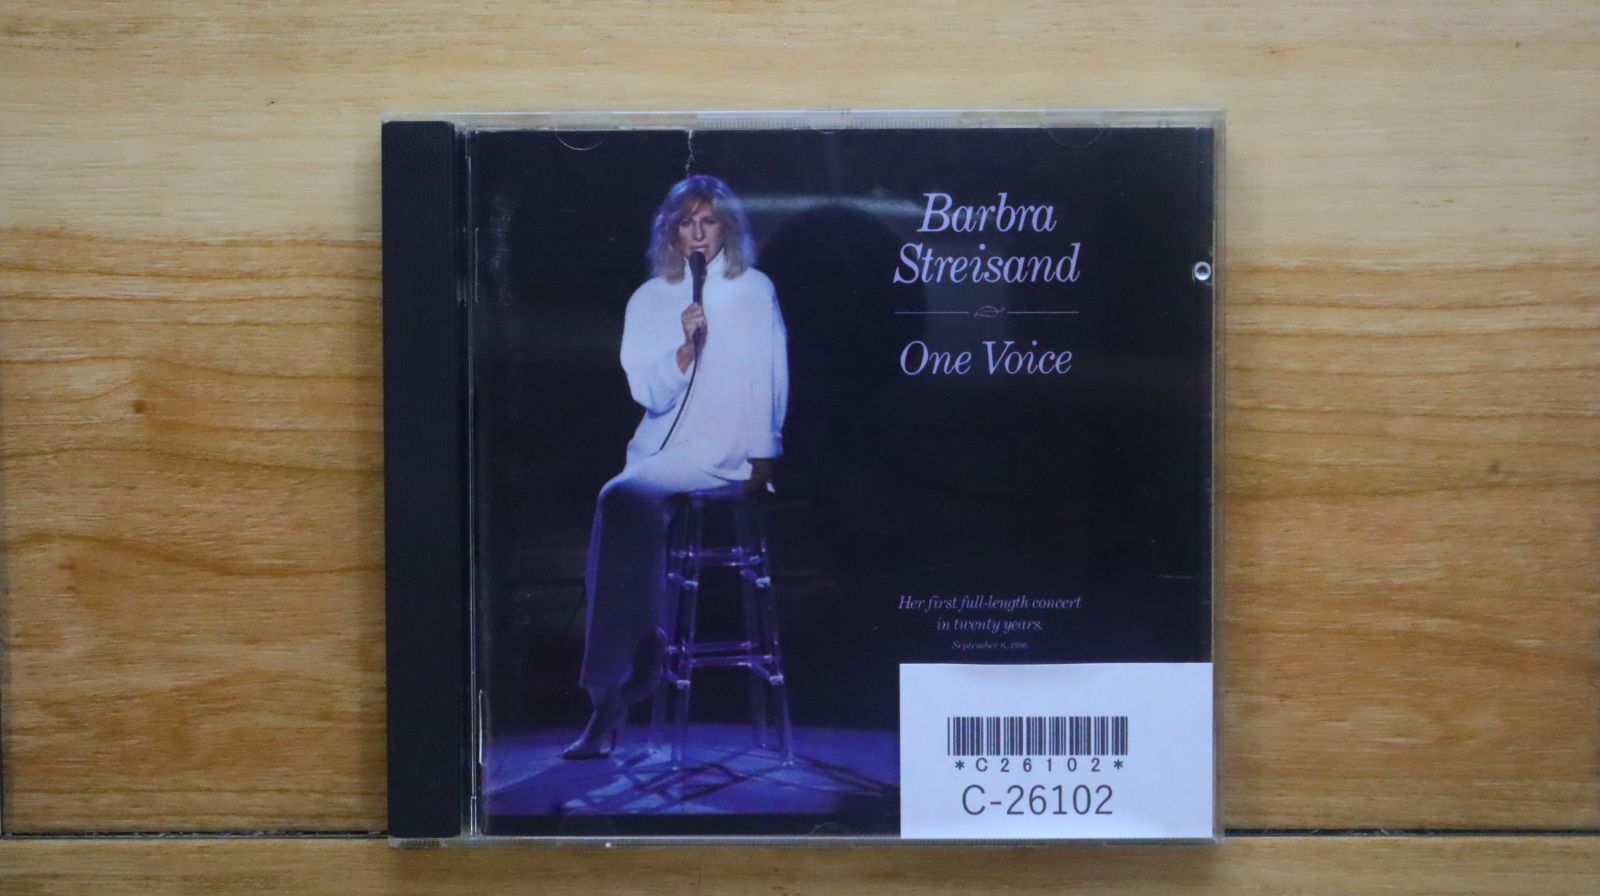 Barbra
Streisand
One Voice
Her first full-length concert
in twenty years.
September 6, 1986
*C26102*
C-26102